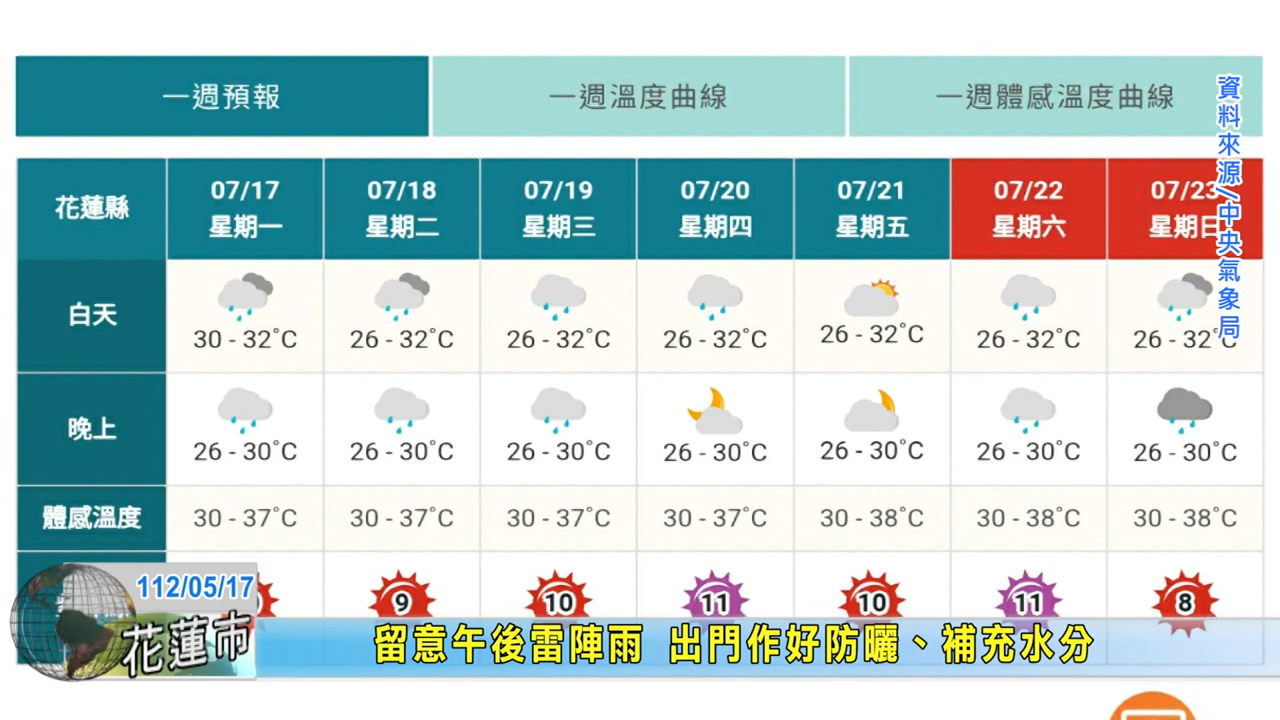 一週預報
一週溫度曲線
一週體感溫度曲線
資料來源/中央氣象局
花蓮縣
07/17
星期一
07/18
星期二
07/19
星期三
07/20
星期四
07/21
星期五
07/22
星期六
07/23
星期日
白天
30 - 32°C
26 - 32°C
26 - 32°C
26 - 32°C
26 - 32°C
26 - 32°C
26 - 32°C
晚上
26 - 30°C
26 - 30°C
26 - 30°C
26 - 30°C
26 - 30°C
26 - 30°C
26 - 30°C
體感溫度
30 - 37°C
30 - 37°C
30 - 37°C
30 - 37°C
30 - 38°C
30 - 38°C
30 - 38°C
9
10
11
10
11
8
112/05/17
花蓮市
留意午後雷陣雨 出門作好防曬、補充水分